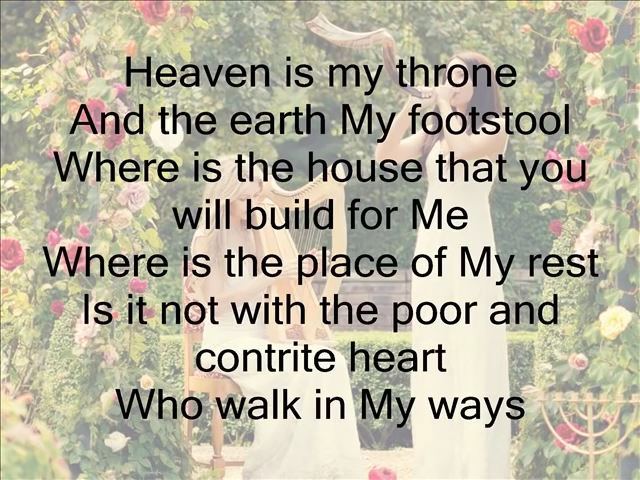 Heaven is my throne
And the earth My footstool
Where is the house that you
will build for Me
Where is the place of My rest
Is it not with the poor and
contrite heart
Who walk in My ways